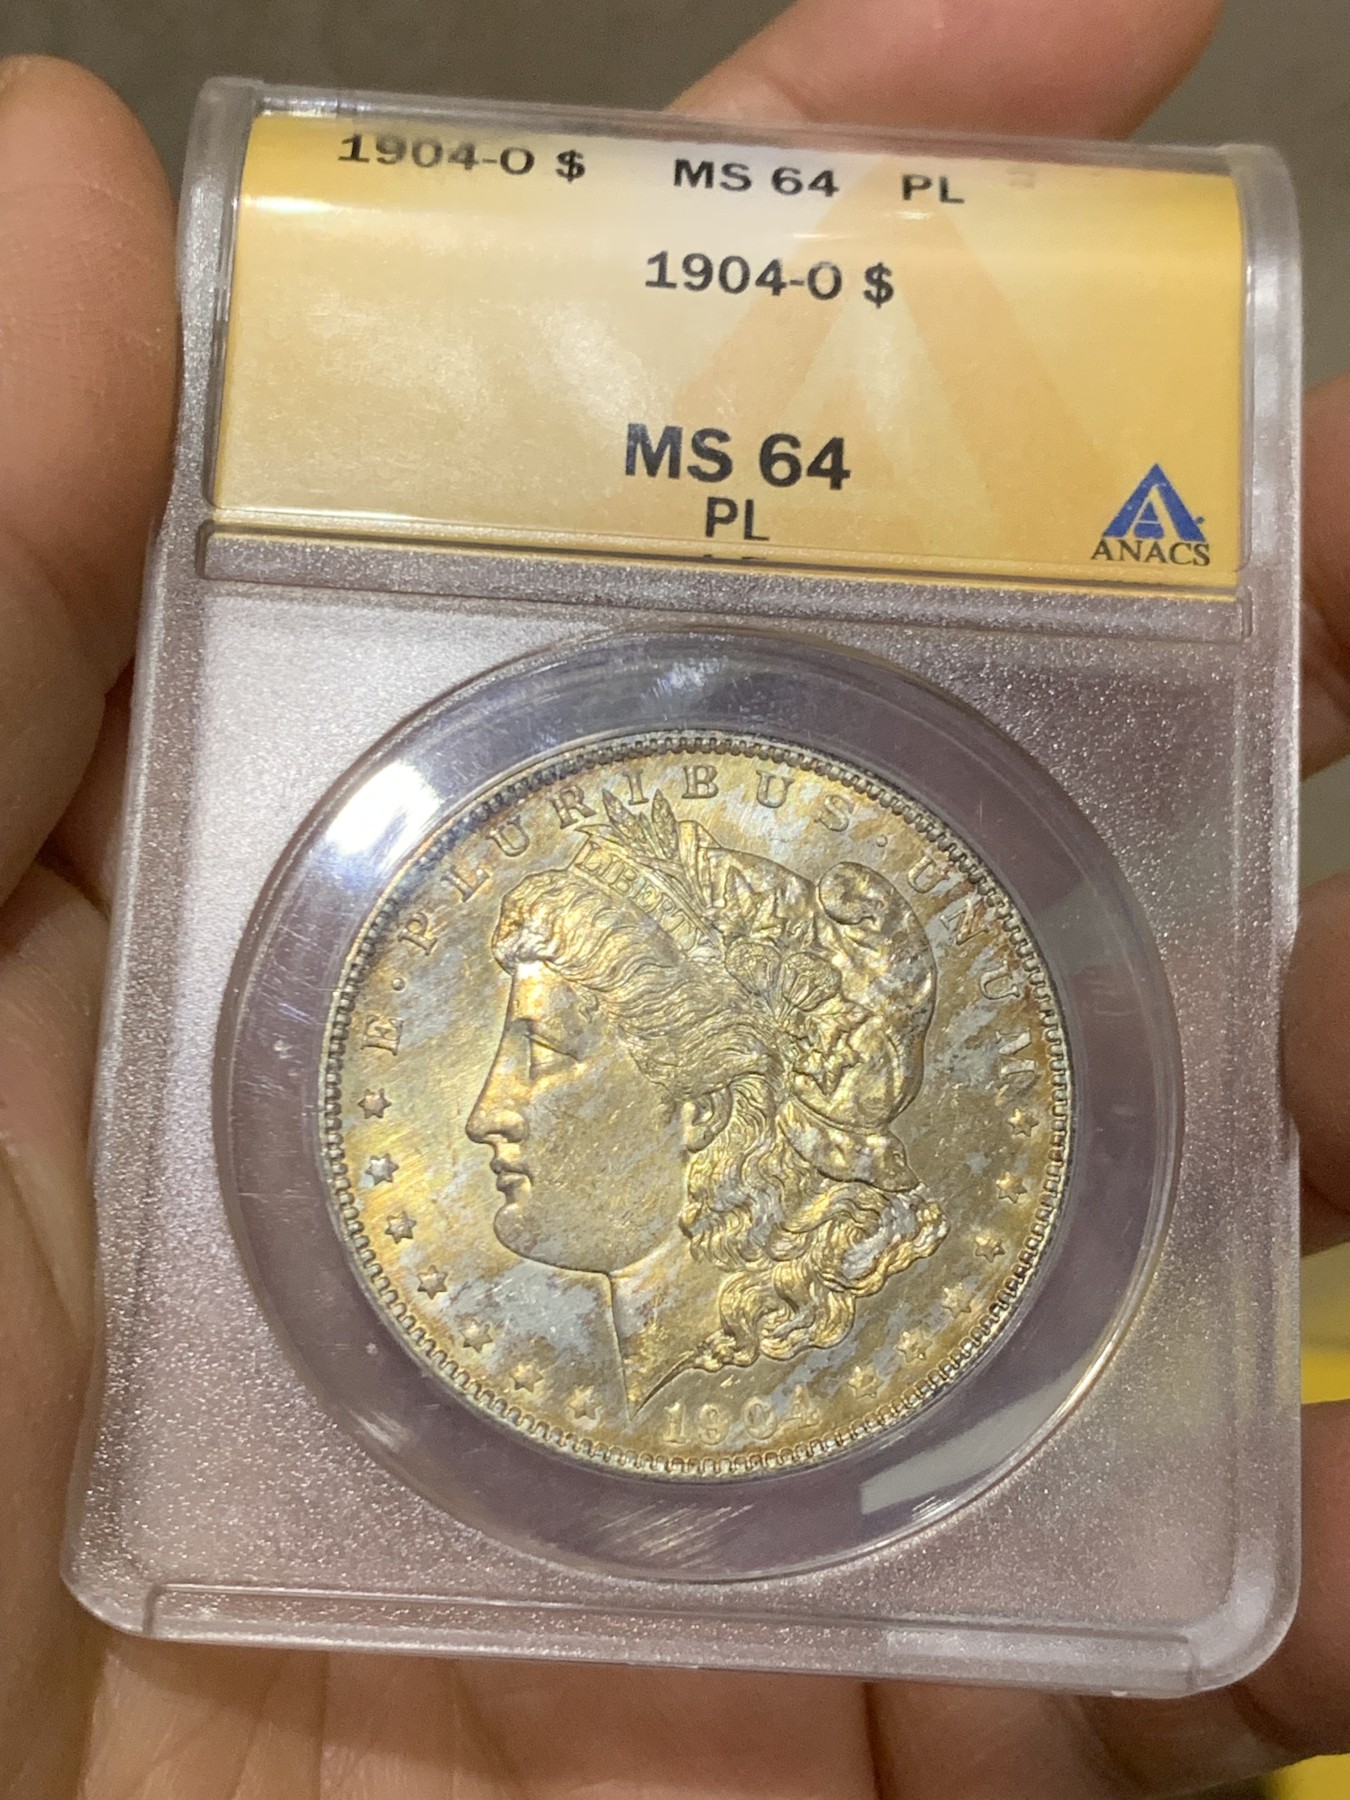 1904-O $ MS 64 PL
1904-O $
MS 64
PL
ANACS
E · PLURIBUS · UNUM
LIBERTY
1904